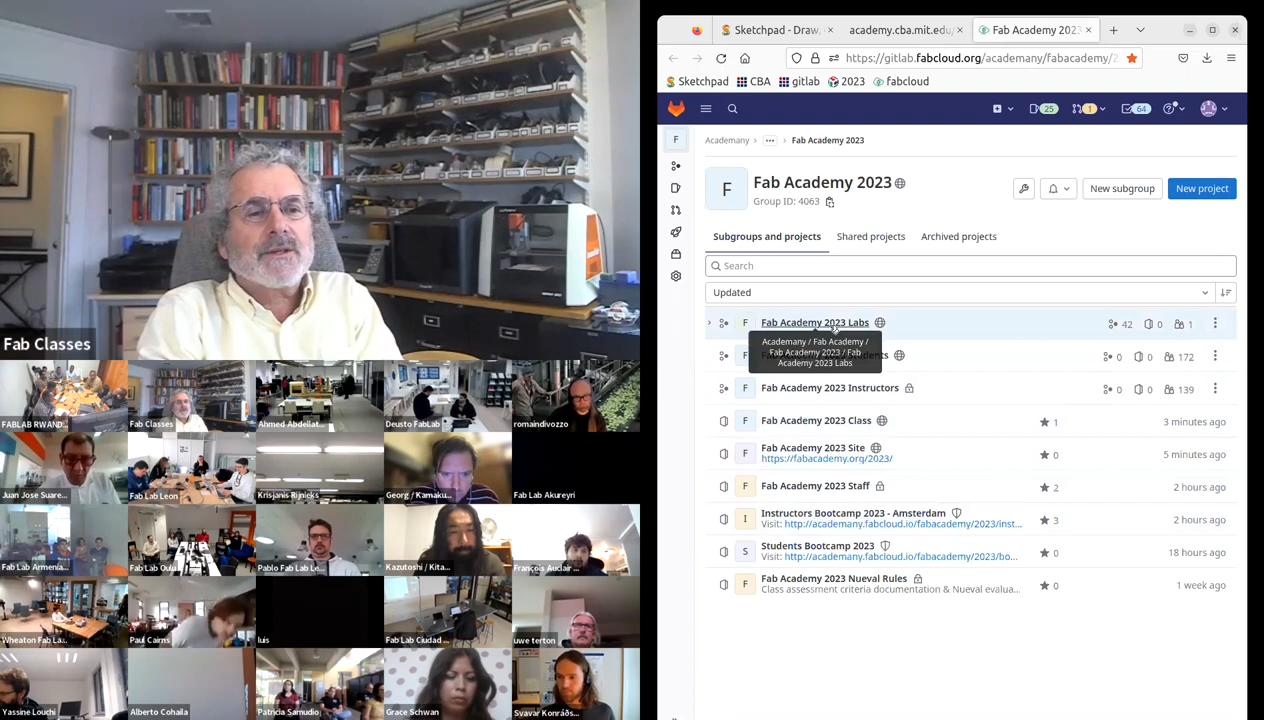 Fab Classes
FABLAB RWAND...
Fab Classes
Ahmed Abdellat...
Deusto FabLab
romaindivozzo
Juan Jose Suare...
Fab Lab Leon
Krisjanis Rijnieks
Georg / Kamaku...
Fab Lab Akureyri
Fab Lab Armenia...
Fab Lab Oulu
Pablo Fab Lab Le...
Kazutoshi / Kita...
François Auclair ...
Wheaton Fab La...
Paul Cairns
luis
Fab Lab Ciudad ...
uwe terton
Yassine Louchi
Alberto Cohaila
Patricia Samudio
Grace Schwan
Svavar Konráðs...
Sketchpad - Draw,
academy.cba.mit.edu/
Fab Academy 2023
https://gitlab.fabcloud.org/academany/fabacademy/2
Sketchpad
CBA
gitlab
2023
fabcloud
25
1
64
F
Academany
Fab Academy 2023
F
Fab Academy 2023
Group ID: 4063
New subgroup
New project
Subgroups and projects
Shared projects
Archived projects
Search
Updated
F
Fab Academy 2023 Labs
42
0
1
Academany / Fab Academy /
Fab Academy 2023 / Fab
Academy 2023 Labs
F
0
0
172
F
Fab Academy 2023 Instructors
0
0
139
F
Fab Academy 2023 Class
1
3 minutes ago
F
Fab Academy 2023 Site
https://fabacademy.org/2023/
0
5 minutes ago
F
Fab Academy 2023 Staff
2
2 hours ago
I
Instructors Bootcamp 2023 - Amsterdam
Visit: http://academany.fabcloud.io/fabacademy/2023/inst...
3
2 hours ago
S
Students Bootcamp 2023
Visit: http://academany.fabcloud.io/fabacademy/2023/bo...
0
18 hours ago
F
Fab Academy 2023 Nueval Rules
Class assessment criteria documentation & Nueval evalua...
0
1 week ago